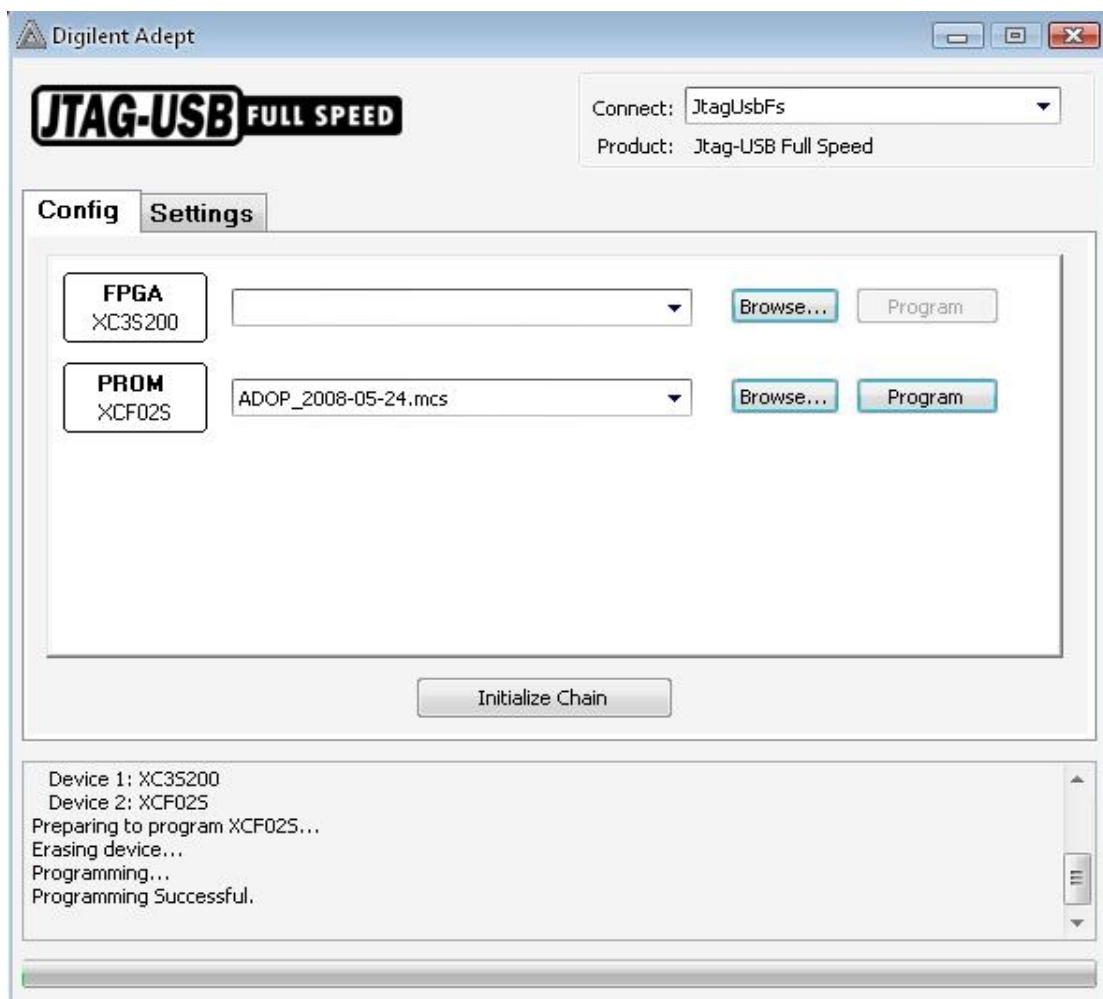 Digilent Adept
JTAG-USB FULL SPEED
Connect: JtagUsbFs
Product: Jtag-USB Full Speed
Config Settings
FPGA
XC3S200
Browse... Program
PROM
XCF02S
ADOP_2008-05-24.mcs
Browse... Program
Initialize Chain
Device 1: XC3S200
Device 2: XCF02S
Preparing to program XCF02S...
Erasing device...
Programming...
Programming Successful.